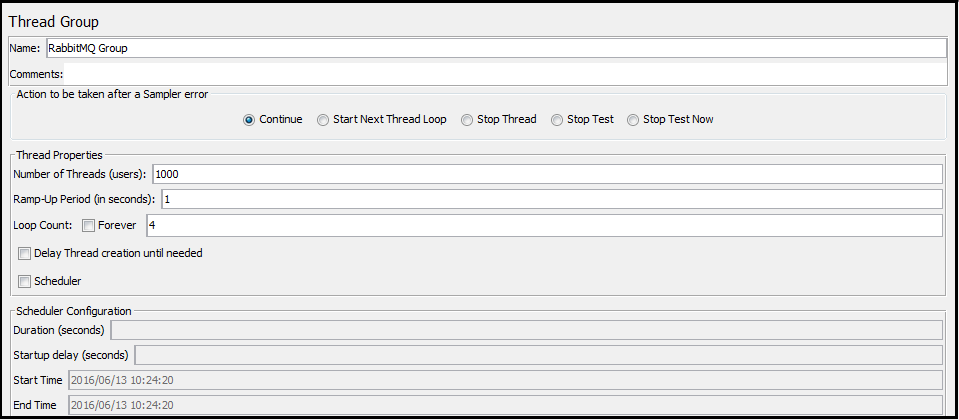 Thread Group
Name: RabbitMQ Group
Comments:
Action to be taken after a Sampler error
Continue Start Next Thread Loop Stop Thread Stop Test Stop Test Now
Thread Properties
Number of Threads (users): 1000
Ramp-Up Period (in seconds): 1
Loop Count: Forever 4
Delay Thread creation until needed
Scheduler
Scheduler Configuration
Duration (seconds)
Startup delay (seconds)
Start Time 2016/06/13 10:24:20
End Time 2016/06/13 10:24:20